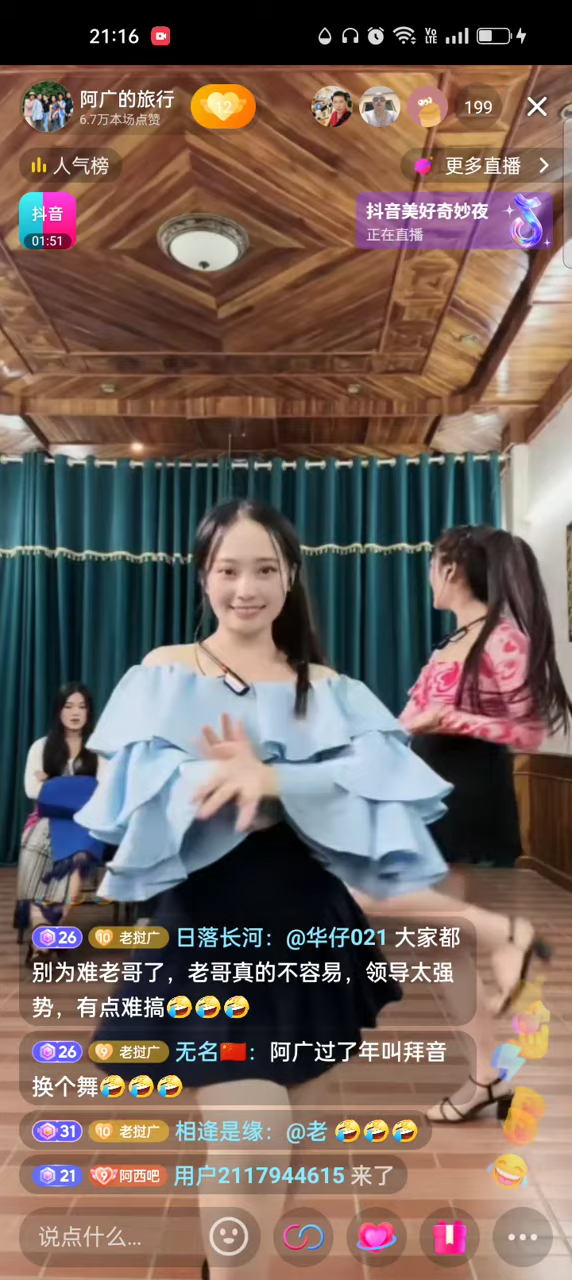 21:16
Vo LTE
阿广的旅行
6.7万本场点赞
12
199
人气榜
更多直播
抖音
01:51
抖音美好奇妙夜
正在直播
26 10 老挝广 日落长河：@华仔021 大家都
别为难老哥了，老哥真的不容易，领导太强
势，有点难搞🤣🤣🤣
26 9 老挝广 无名🇨🇳：阿广过了年叫拜音
换个舞🤣🤣🤣
31 10 老挝广 相逢是缘：@老 🤣🤣🤣
21 9 阿西吧 用户2117944615 来了
说点什么...